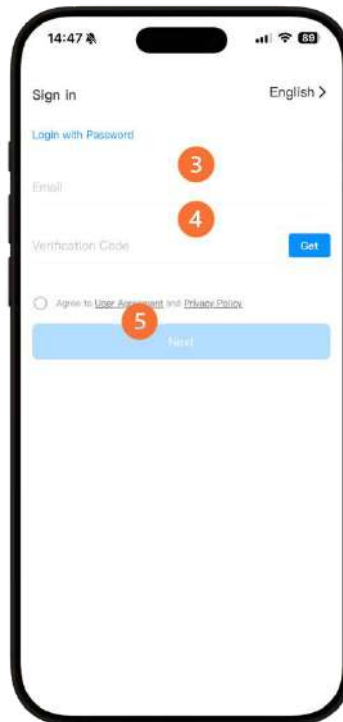 14:47 89
Sign in English >
Login with Password
3
Email
4
Verification Code Get
Agree to User Agreement and Privacy Policy
5
Next